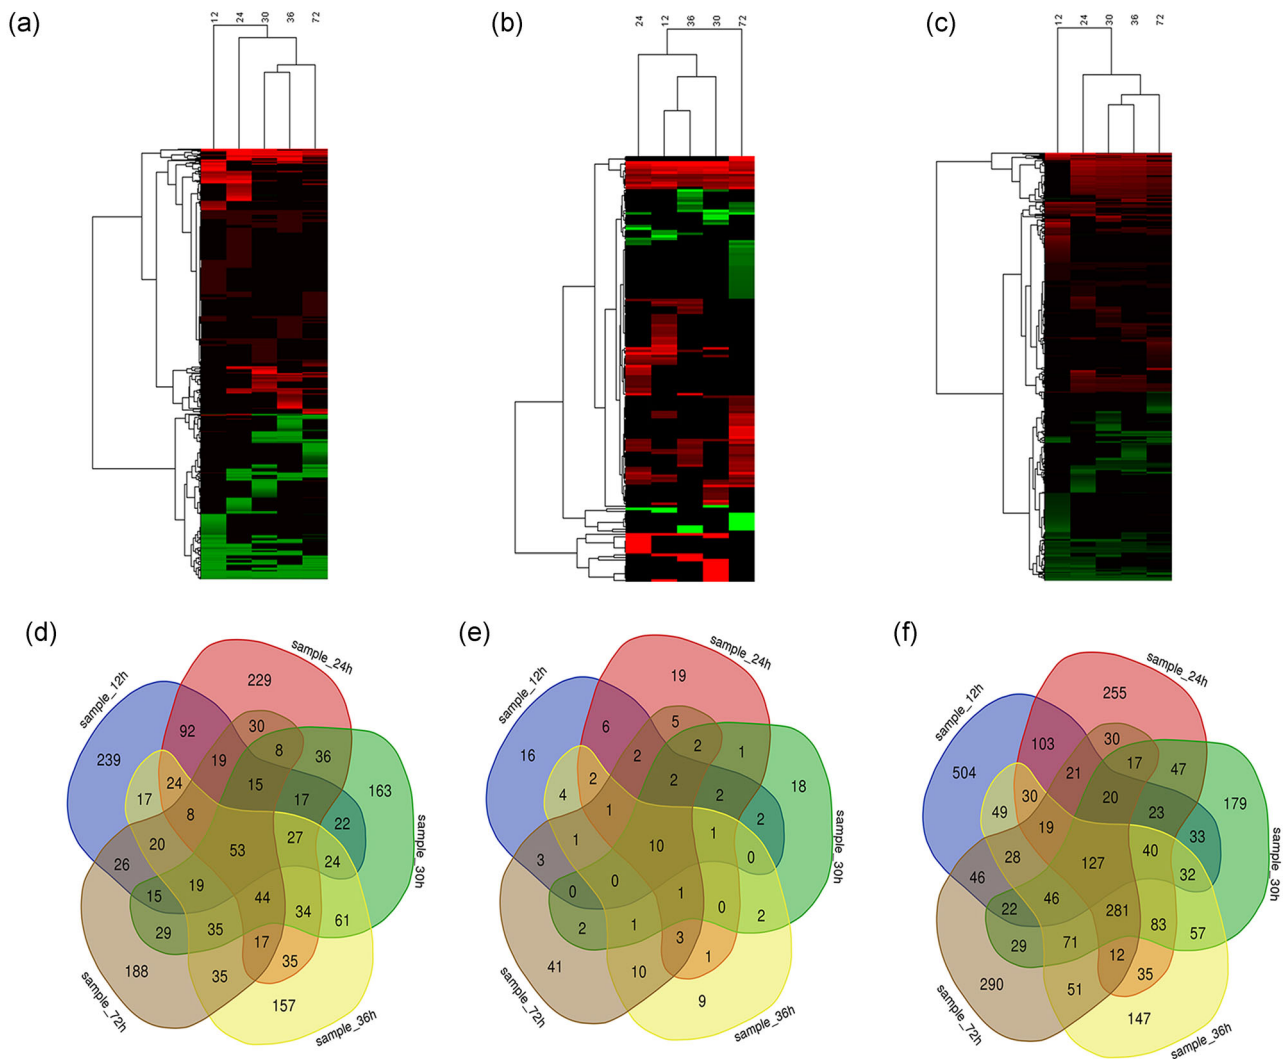 (a)
12 24 30 36 72
(b)
24 12 36 30 72
(c)
12 24 30 36 72
(d)
sample_24h
sample_12h
229
92 30
8 36
239 19
24 15 163
17 17
8 27 22
20 53 24
26 19
15 44 34 61
29 35 17
188 35 35
157
sample_72h
sample_36h
sample_30h
(e)
sample_24h
sample_12h
19
6 5
2 1
16 2
2 2 18
4 2
1 1 2
1 10 0
3 0
0 1 0 2
2 1 3
41 10 1
9
sample_72h
sample_36h
sample_30h
(f)
sample_24h
sample_12h
255
103 30
17 47
504 21
30 20 179
49 23
19 40 33
28 127 32
46 46
22 281 83 57
29 71 12
290 51 35
147
sample_72h
sample_36h
sample_30h